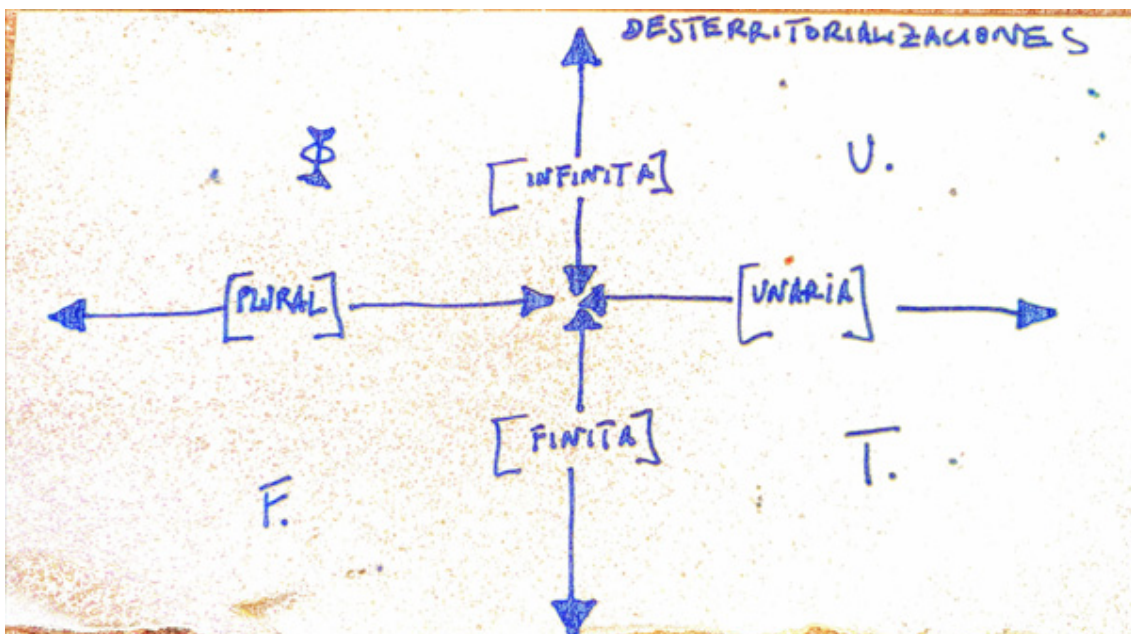 DESTERRITORIALIZACIONES
Φ U.
[INFINITA]
[PLURAL] [UNARIA]
[FINITA]
F. T.